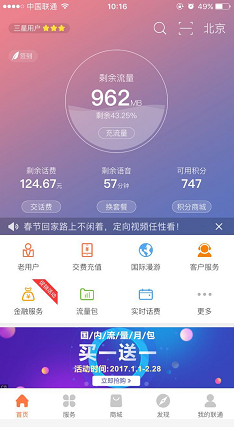 中国联通
10:16
49%
三星用户
北京
签到
剩余流量
962MB
剩余43.25%
充流量
剩余话费
剩余语音
可用积分
124.67元
57分钟
747
交话费
换套餐
积分商城
春节回家路上不闲着，定向视频任性看！
老用户
交费充值
国际漫游
客户服务
金融服务
流量包
实时话费
更多
国内流量月包
买一送一
活动时间:2017.1.1-2.28
立即抢购 >
首页
服务
商城
发现
我的联通